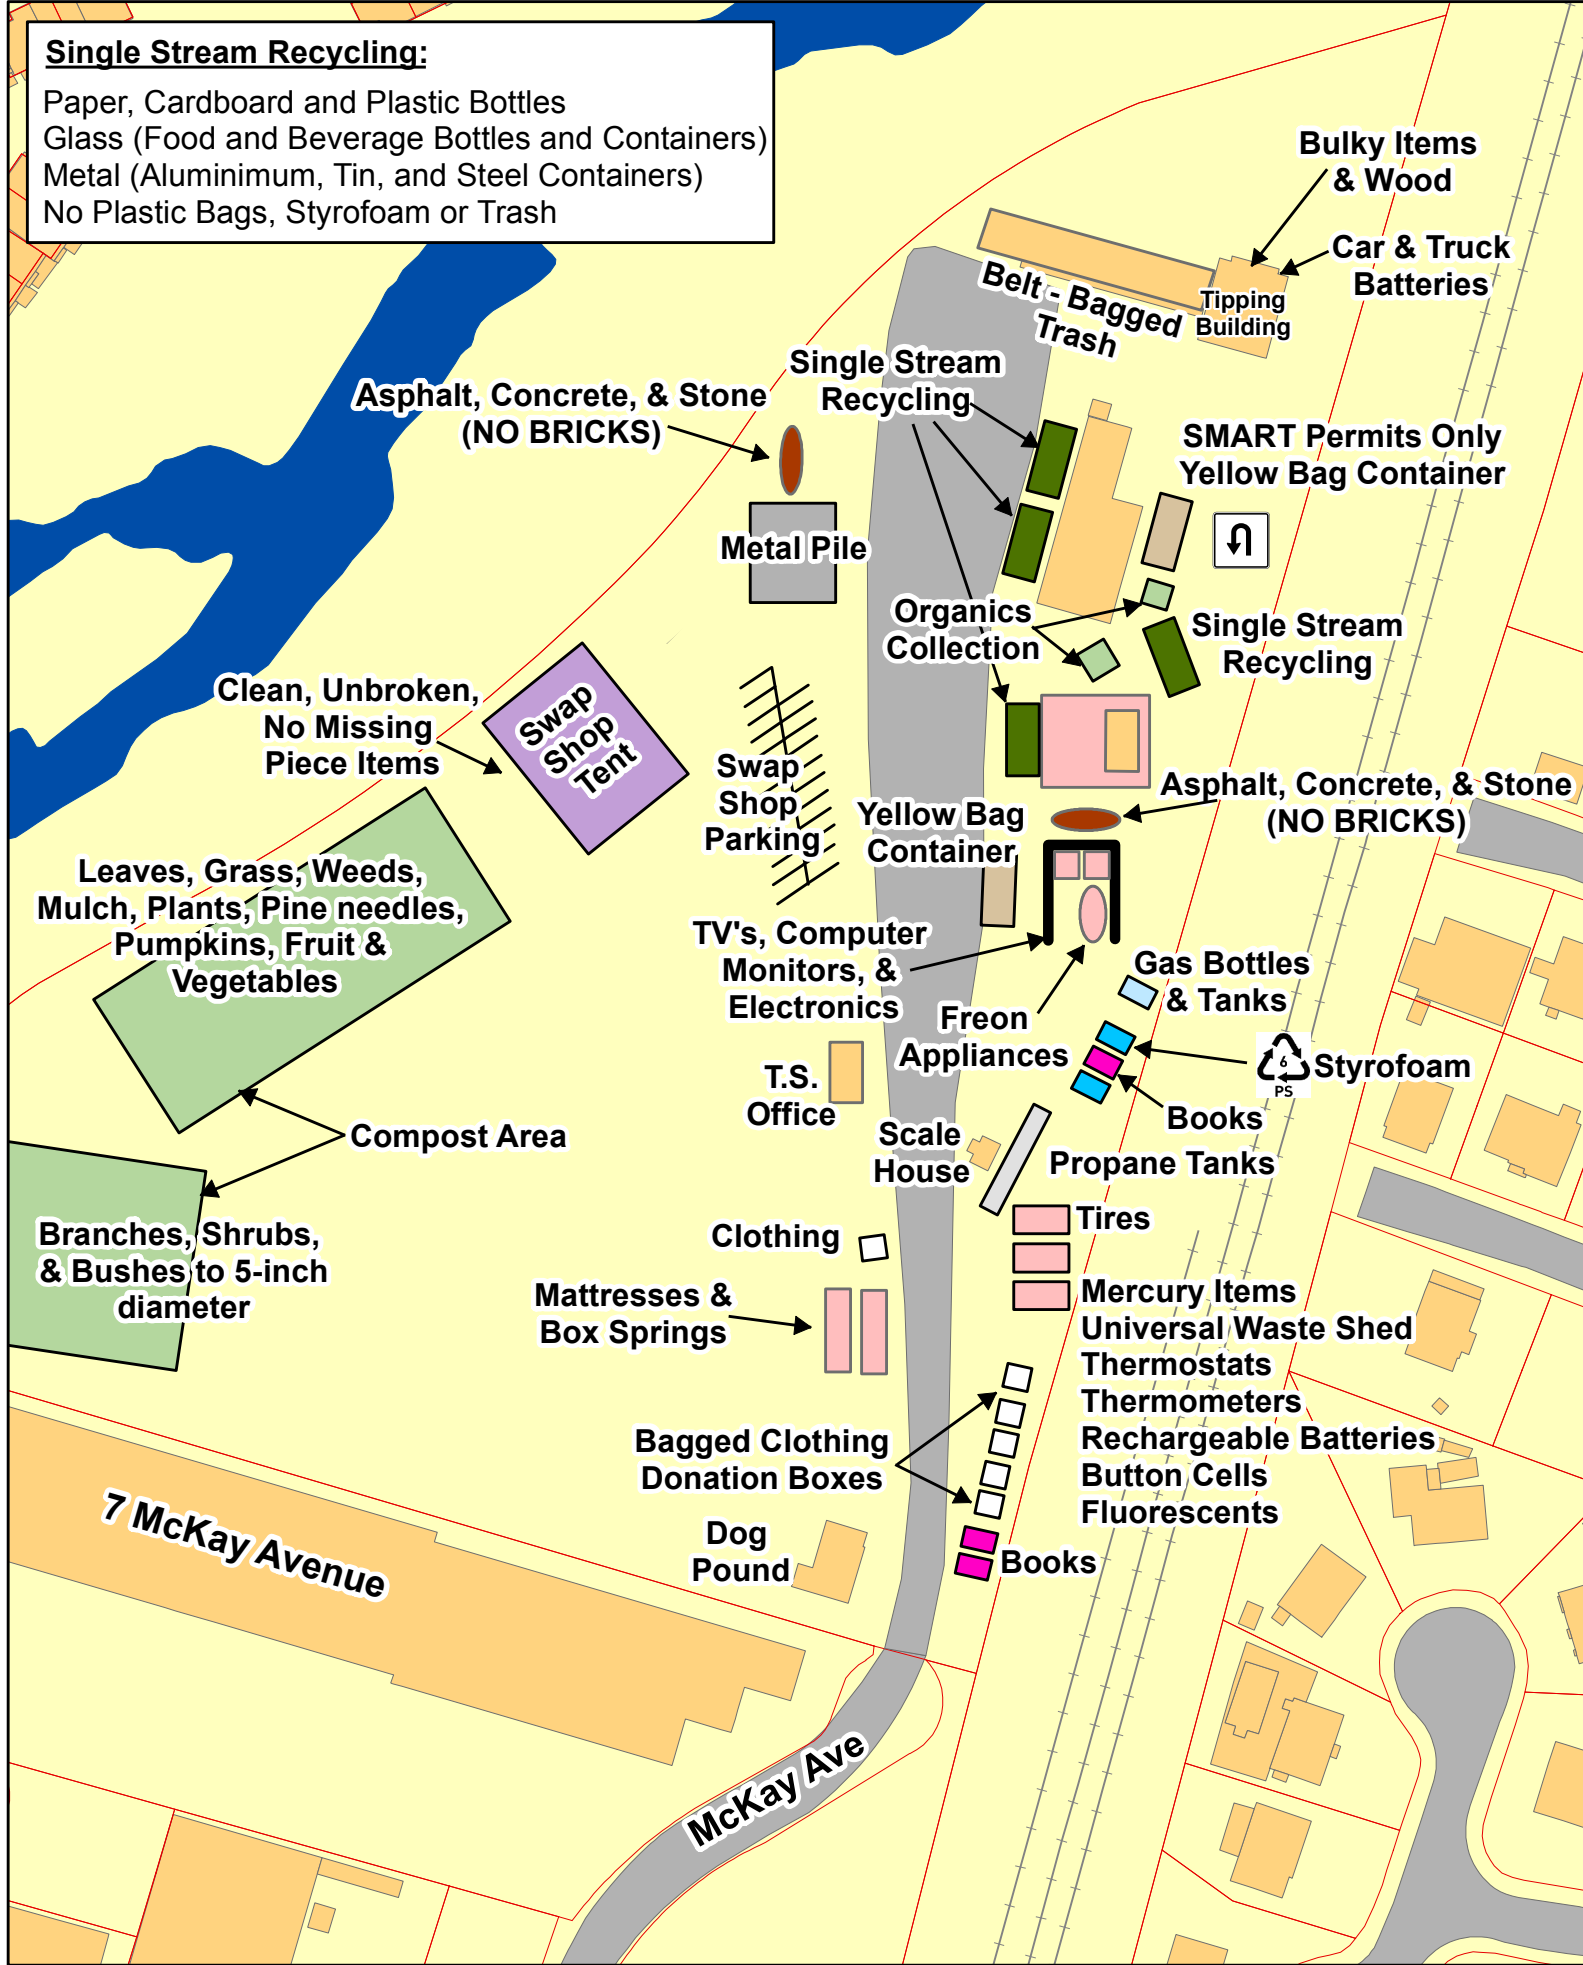 Single Stream Recycling:
Paper, Cardboard and Plastic Bottles
Glass (Food and Beverage Bottles and Containers)
Metal (Aluminimum, Tin, and Steel Containers)
No Plastic Bags, Styrofoam or Trash
Bulky Items
& Wood
Car & Truck
Batteries
Belt - Bagged
Trash
Tipping
Building
Single Stream
Recycling
Asphalt, Concrete, & Stone
(NO BRICKS)
SMART Permits Only
Yellow Bag Container
Metal Pile
Organics
Collection
Single Stream
Recycling
Clean, Unbroken,
No Missing
Piece Items
Swap
Shop
Tent
Swap
Shop
Parking
Asphalt, Concrete, & Stone
(NO BRICKS)
Yellow Bag
Container
Leaves, Grass, Weeds,
Mulch, Plants, Pine needles,
Pumpkins, Fruit &
Vegetables
TV's, Computer
Monitors, &
Electronics
Gas Bottles
& Tanks
Freon
Appliances
6
PS
Styrofoam
T.S.
Office
Books
Compost Area
Scale
House
Propane Tanks
Tires
Clothing
Branches, Shrubs,
& Bushes to 5-inch
diameter
Mattresses &
Box Springs
Mercury Items
Universal Waste Shed
Thermostats
Thermometers
Rechargeable Batteries
Button Cells
Fluorescents
Bagged Clothing
Donation Boxes
7 McKay Avenue
Dog
Pound
Books
McKay Ave